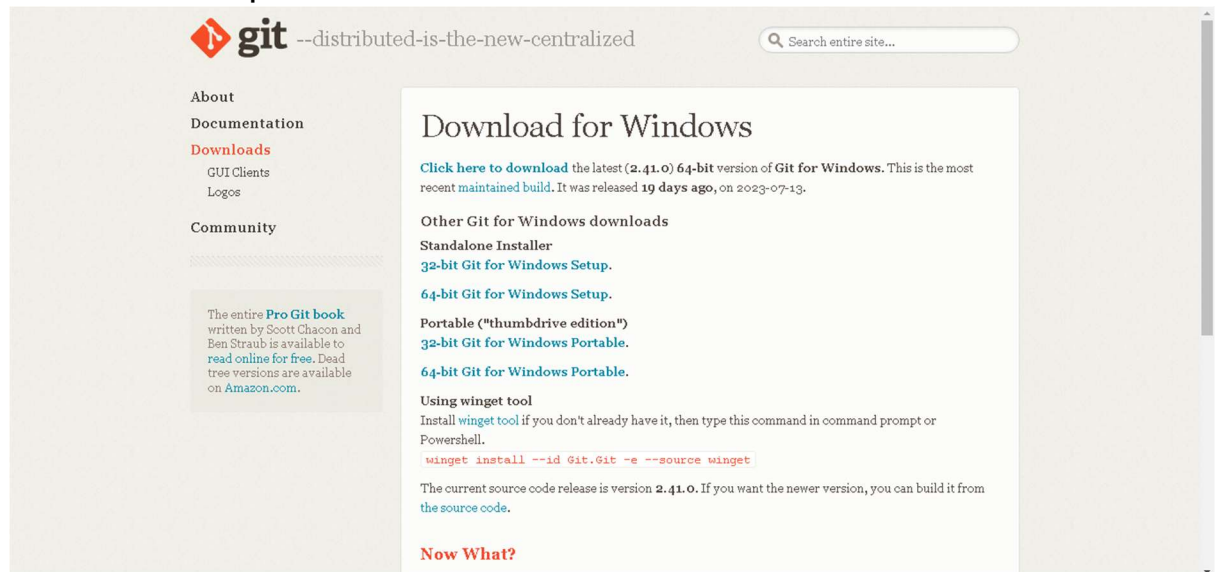 git --distributed-is-the-new-centralized
Search entire site...
About
Documentation
Downloads
GUI Clients
Logos
Community
The entire Pro Git book
written by Scott Chacon and
Ben Straub is available to
read online for free. Dead
tree versions are available
on Amazon.com.
Download for Windows
Click here to download the latest (2.41.0) 64-bit version of Git for Windows. This is the most
recent maintained build. It was released 19 days ago, on 2023-07-13.
Other Git for Windows downloads
Standalone Installer
32-bit Git for Windows Setup.
64-bit Git for Windows Setup.
Portable ("thumbdrive edition")
32-bit Git for Windows Portable.
64-bit Git for Windows Portable.
Using winget tool
Install winget tool if you don't already have it, then type this command in command prompt or
Powershell.
winget install --id Git.Git -e --source winget
The current source code release is version 2.41.0. If you want the newer version, you can build it from
the source code.
Now What?